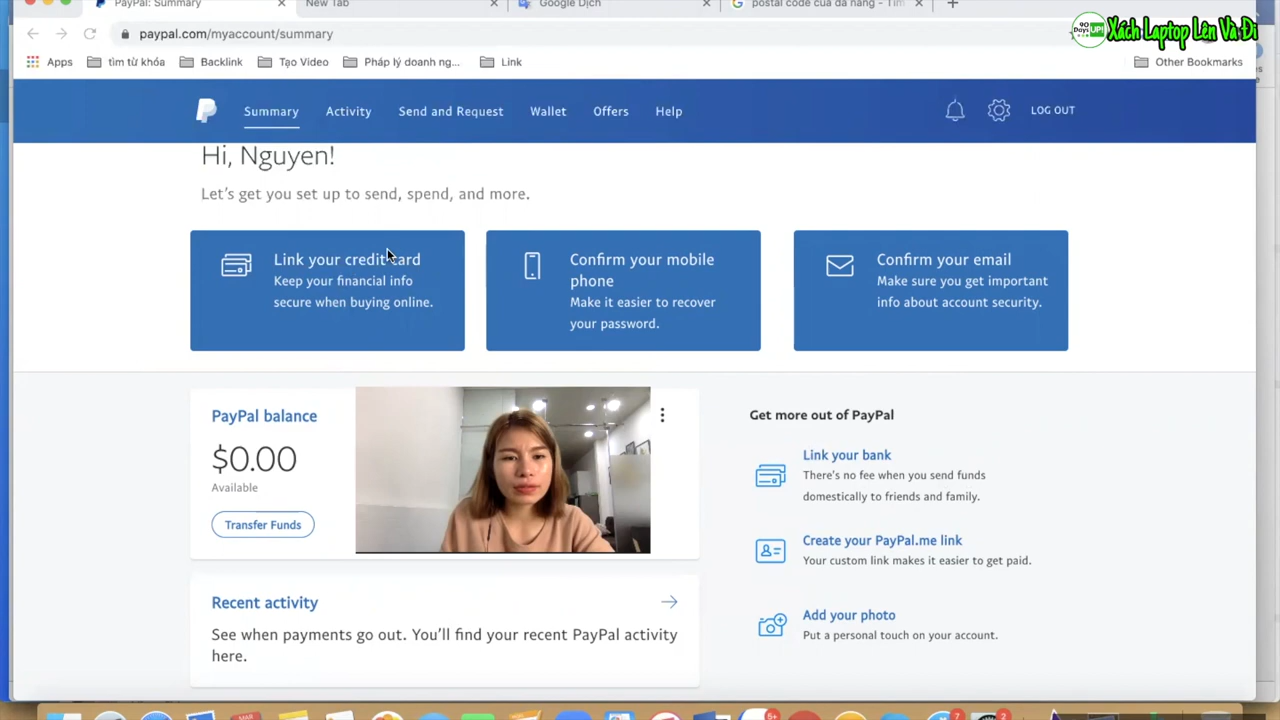 PayPal: Summary
New Tab
Google Dịch
postal code của đà nẵng - Tìm
Xách Laptop Lên Và Đi
90
Days UP!
paypal.com/myaccount/summary
Apps
tìm từ khóa
Backlink
Tạo Video
Pháp lý doanh ng...
Link
Other Bookmarks
Summary
Activity
Send and Request
Wallet
Offers
Help
LOG OUT
Hi, Nguyen!
Let's get you set up to send, spend, and more.
Link your credit card
Keep your financial info
secure when buying online.
Confirm your mobile
phone
Make it easier to recover
your password.
Confirm your email
Make sure you get important
info about account security.
PayPal balance
$0.00
Available
Transfer Funds
Recent activity
See when payments go out. You'll find your recent PayPal activity
here.
Get more out of PayPal
Link your bank
There's no fee when you send funds
domestically to friends and family.
Create your PayPal.me link
Your custom link makes it easier to get paid.
Add your photo
Put a personal touch on your account.